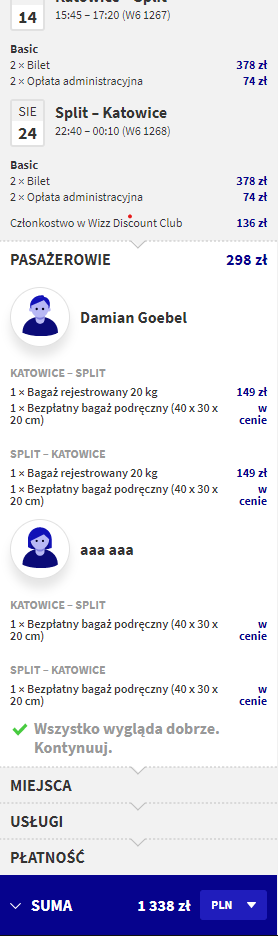 Katowice – Split
14
15:45 – 17:20 (W6 1267)
Basic
2 × Bilet 378 zł
2 × Opłata administracyjna 74 zł
SIE
24
Split – Katowice
22:40 – 00:10 (W6 1268)
Basic
2 × Bilet 378 zł
2 × Opłata administracyjna 74 zł
Członkostwo w Wizz Discount Club 136 zł
PASAŻEROWIE 298 zł
Damian Goebel
KATOWICE – SPLIT
1 × Bagaż rejestrowany 20 kg 149 zł
1 × Bezpłatny bagaż podręczny (40 x 30 x w
20 cm) cenie
SPLIT – KATOWICE
1 × Bagaż rejestrowany 20 kg 149 zł
1 × Bezpłatny bagaż podręczny (40 x 30 x w
20 cm) cenie
aaa aaa
KATOWICE – SPLIT
1 × Bezpłatny bagaż podręczny (40 x 30 x w
20 cm) cenie
SPLIT – KATOWICE
1 × Bezpłatny bagaż podręczny (40 x 30 x w
20 cm) cenie
Wszystko wygląda dobrze.
Kontynuuj.
MIEJSCA
USŁUGI
PŁATNOŚĆ
SUMA 1 338 zł PLN